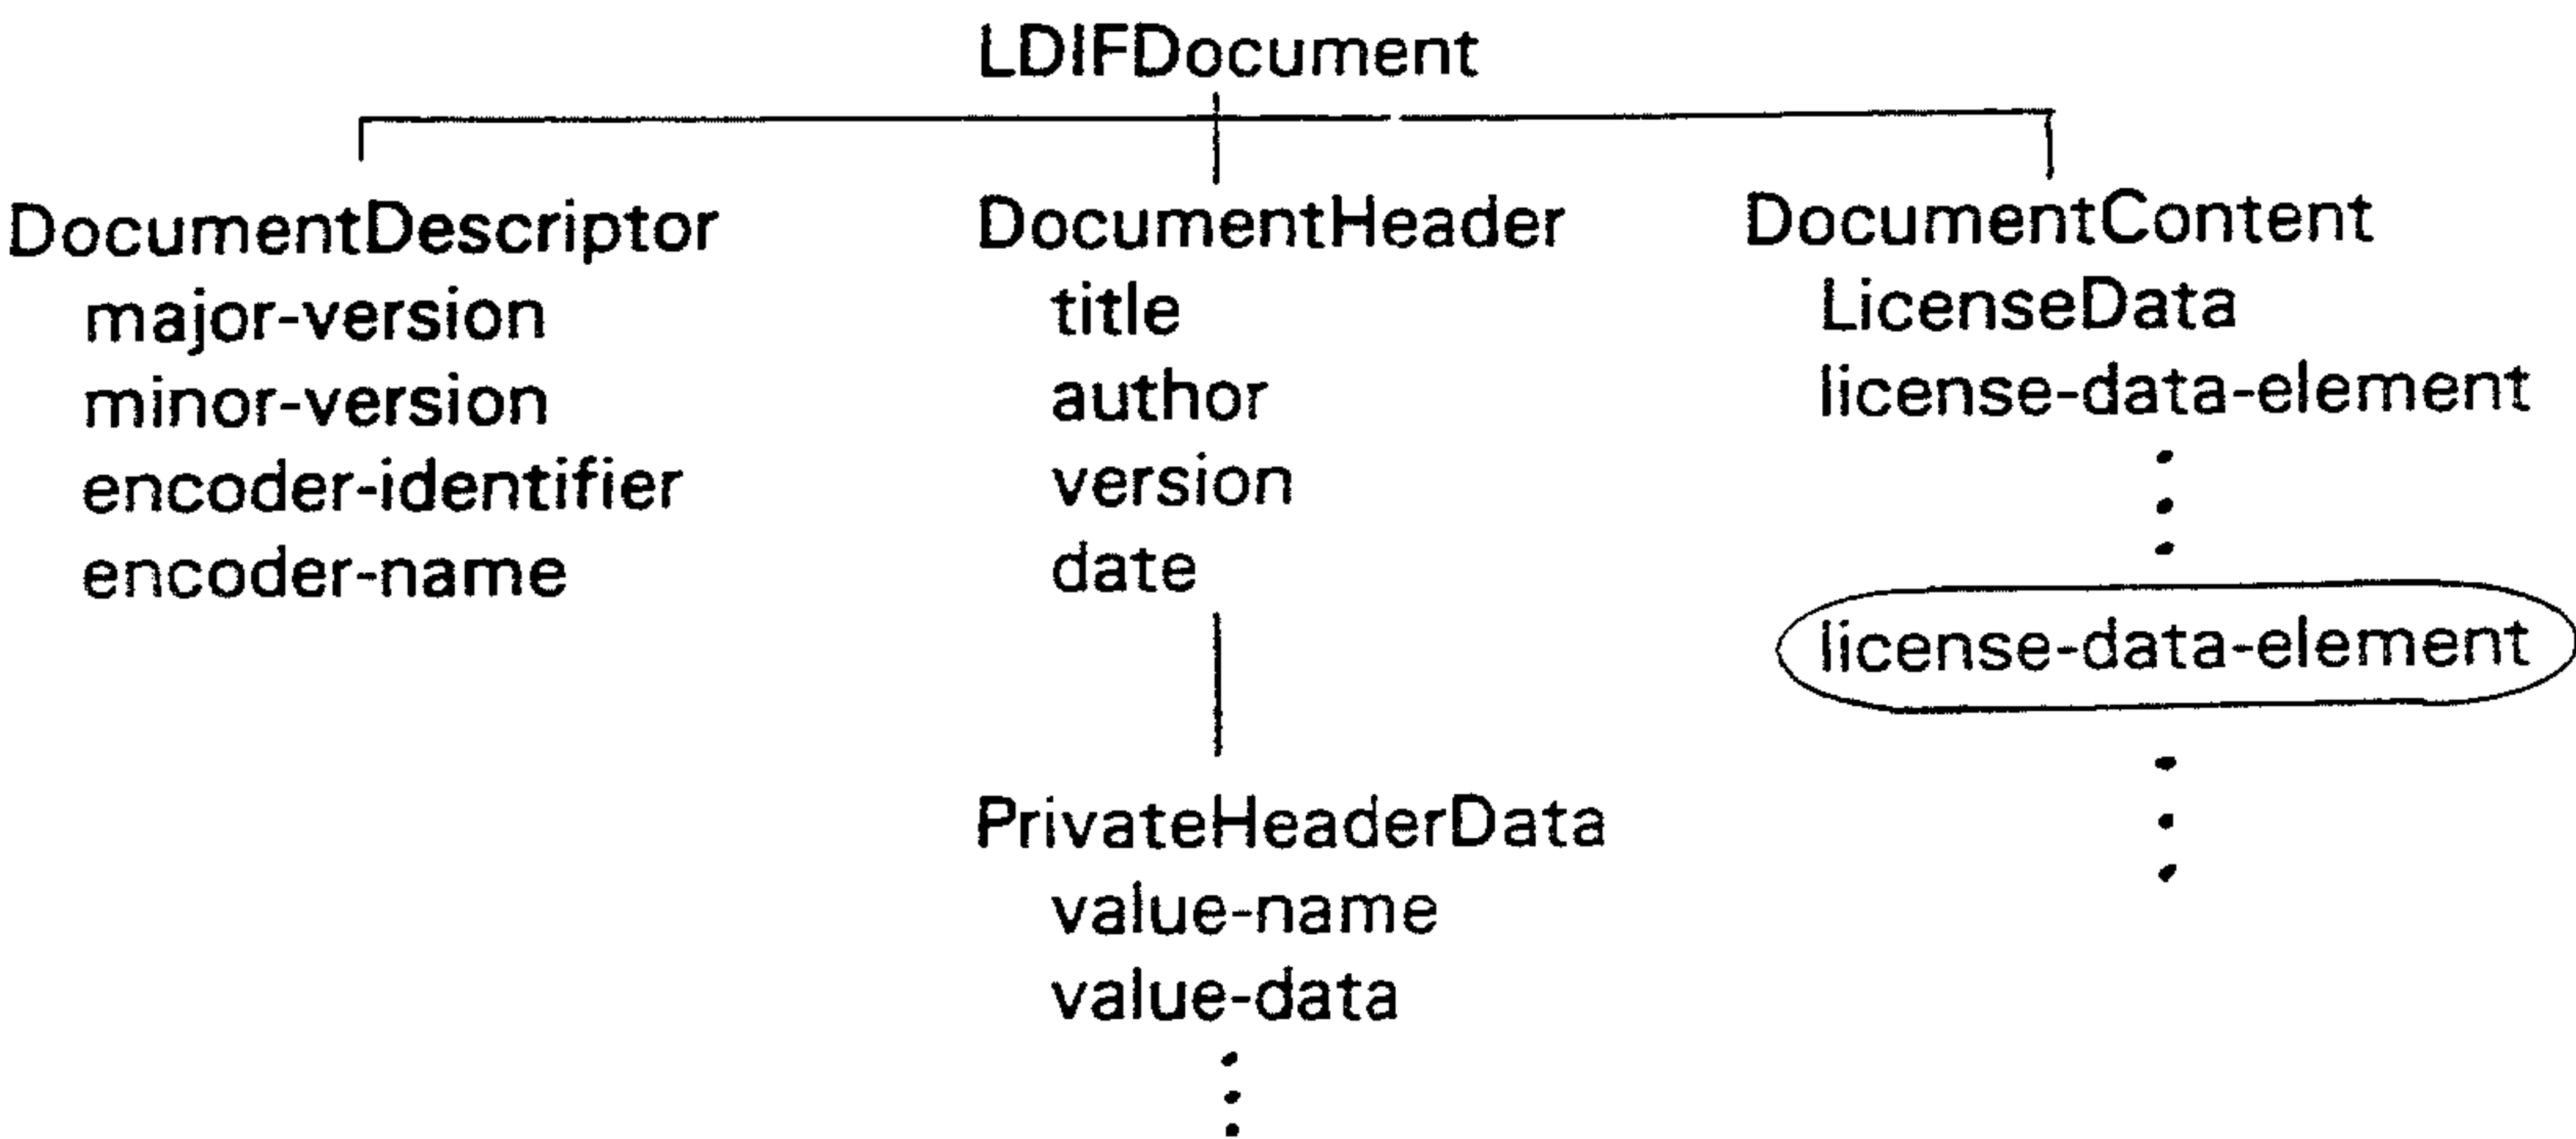 LDIFDocument
DocumentDescriptor
major-version
minor-version
encoder-identifier
encoder-name
DocumentHeader
title
author
version
date
PrivateHeaderData
value-name
value-data
DocumentContent
LicenseData
license-data-element
license-data-element